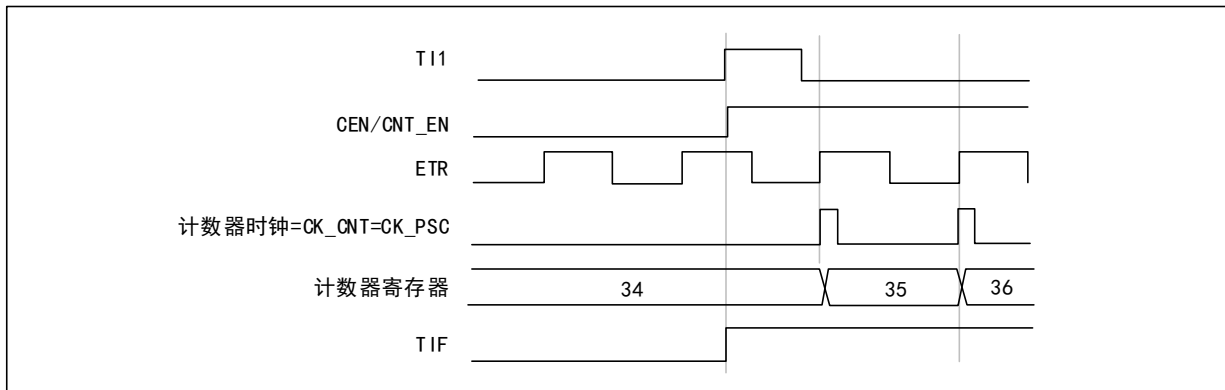 TI1
CEN/CNT_EN
ETR
计数器时钟=CK_CNT=CK_PSC
计数器寄存器 34 35 36
TIF